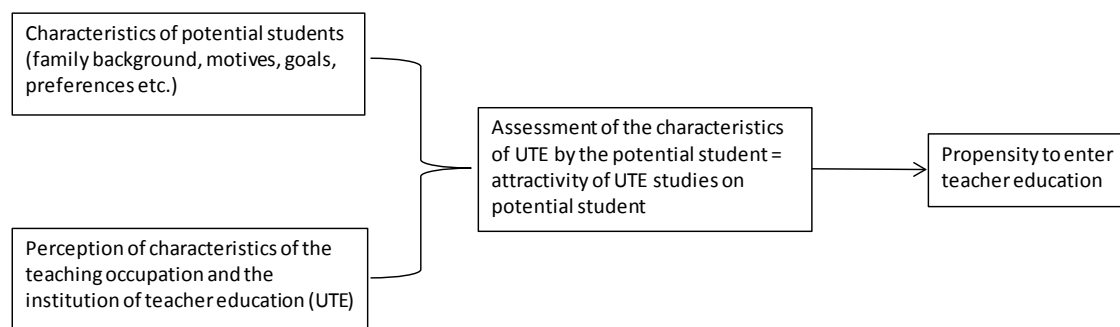 Characteristics of potential students
(family background, motives, goals,
preferences etc.)
Perception of characteristics of the
teaching occupation and the
institution of teacher education (UTE)
Assessment of the characteristics
of UTE by the potential student =
attractivity of UTE studies on
potential student
Propensity to enter
teacher education